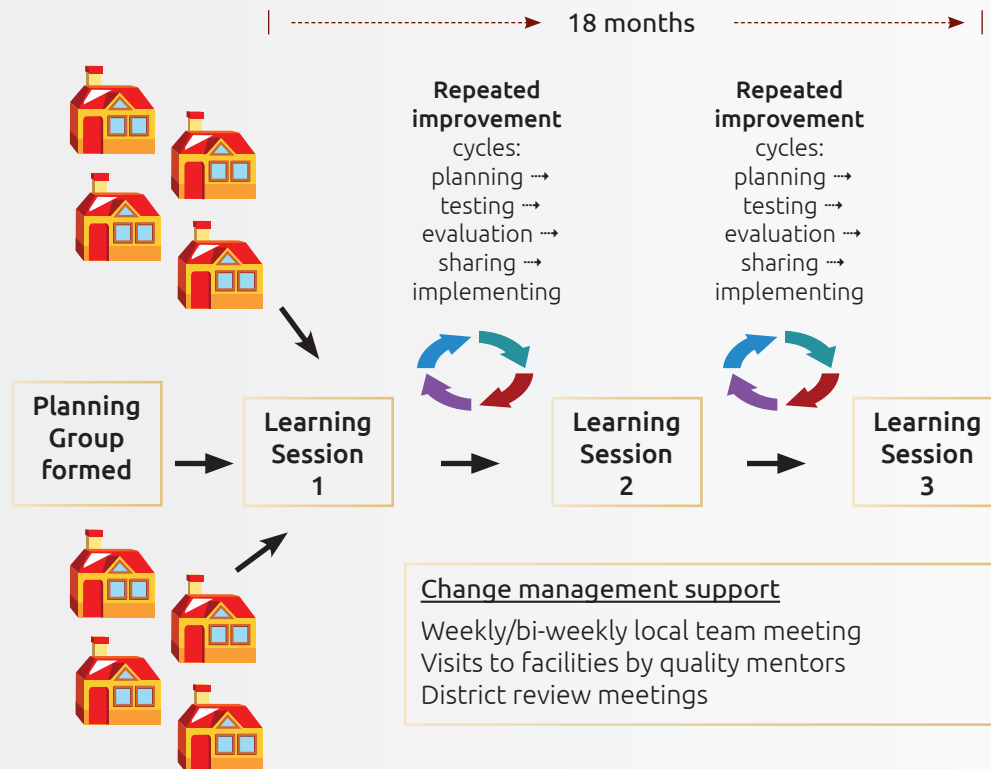 18 months
Repeated
improvement
cycles:
planning ⤑
testing ⤑
evaluation ⤑
sharing ⤑
implementing
Repeated
improvement
cycles:
planning ⤑
testing ⤑
evaluation ⤑
sharing ⤑
implementing
Planning
Group
formed
Learning
Session
1
Learning
Session
2
Learning
Session
3
Change management support
Weekly/bi-weekly local team meeting
Visits to facilities by quality mentors
District review meetings